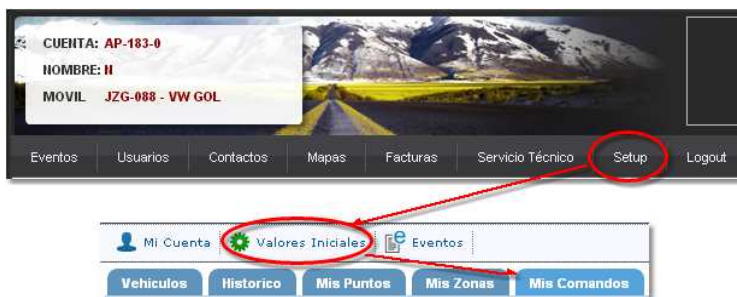 CUENTA: AP-183-0
NOMBRE: N
MOVIL JZG-088 - VW GOL
Eventos Usuarios Contactos Mapas Facturas Servicio Técnico Setup Logout
Mi Cuenta Valores Iniciales Eventos
Vehiculos Historico Mis Puntos Mis Zonas Mis Comandos